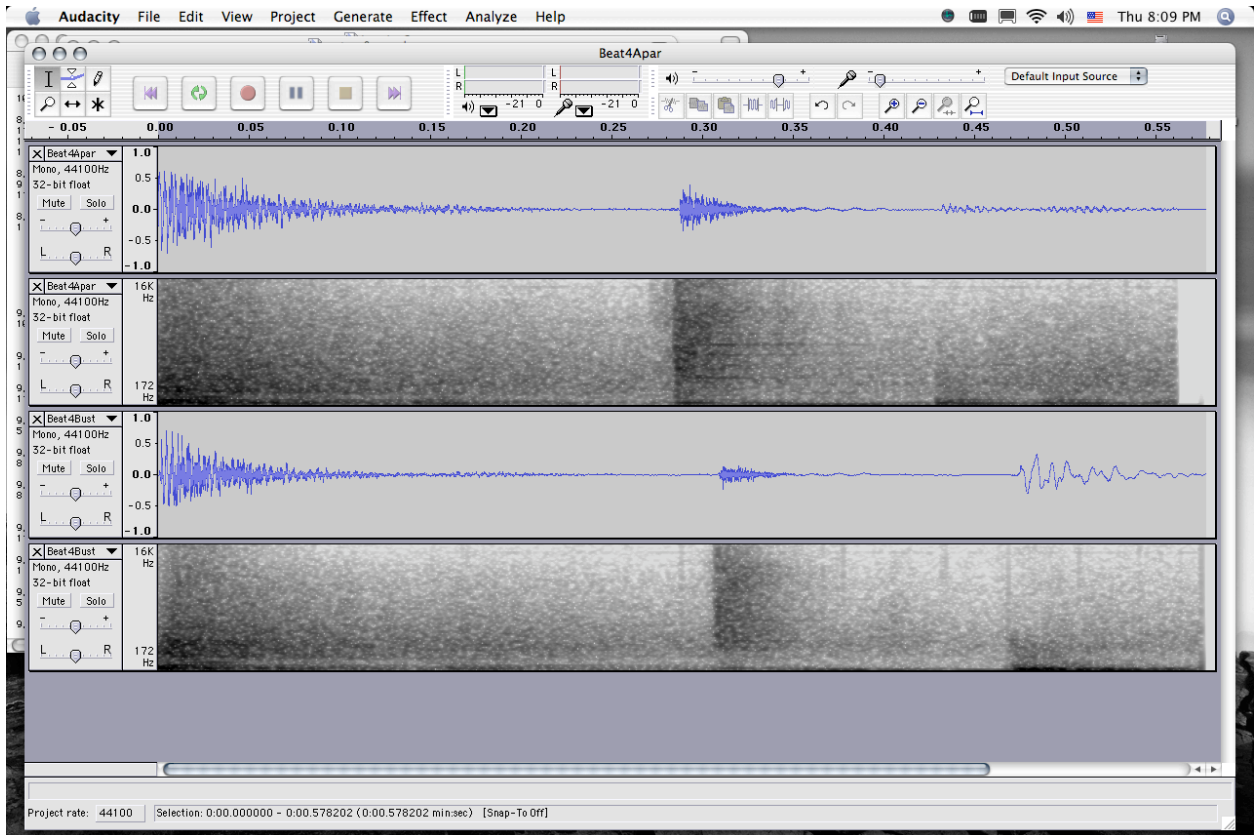 Audacity File Edit View Project Generate Effect Analyze Help Thu 8:09 PM
Beat4Apar
L R L R
-21 0 -21 0
- + - +
Default Input Source
- 0.05 0.00 0.05 0.10 0.15 0.20 0.25 0.30 0.35 0.40 0.45 0.50 0.55
X Beat4Apar 1.0
Mono, 44100Hz
32-bit float 0.5
Mute Solo
- + 0.0
-0.5
L R
-1.0
X Beat4Apar 16K
Mono, 44100Hz Hz
32-bit float
Mute Solo
- +
L R 172
Hz
X Beat4Bust 1.0
Mono, 44100Hz
32-bit float 0.5
Mute Solo
- + 0.0
-0.5
L R
-1.0
X Beat4Bust 16K
Mono, 44100Hz Hz
32-bit float
Mute Solo
- +
L R 172
Hz
Project rate: 44100 Selection: 0:00.000000 - 0:00.578202 (0:00.578202 min:sec) [Snap-To Off]